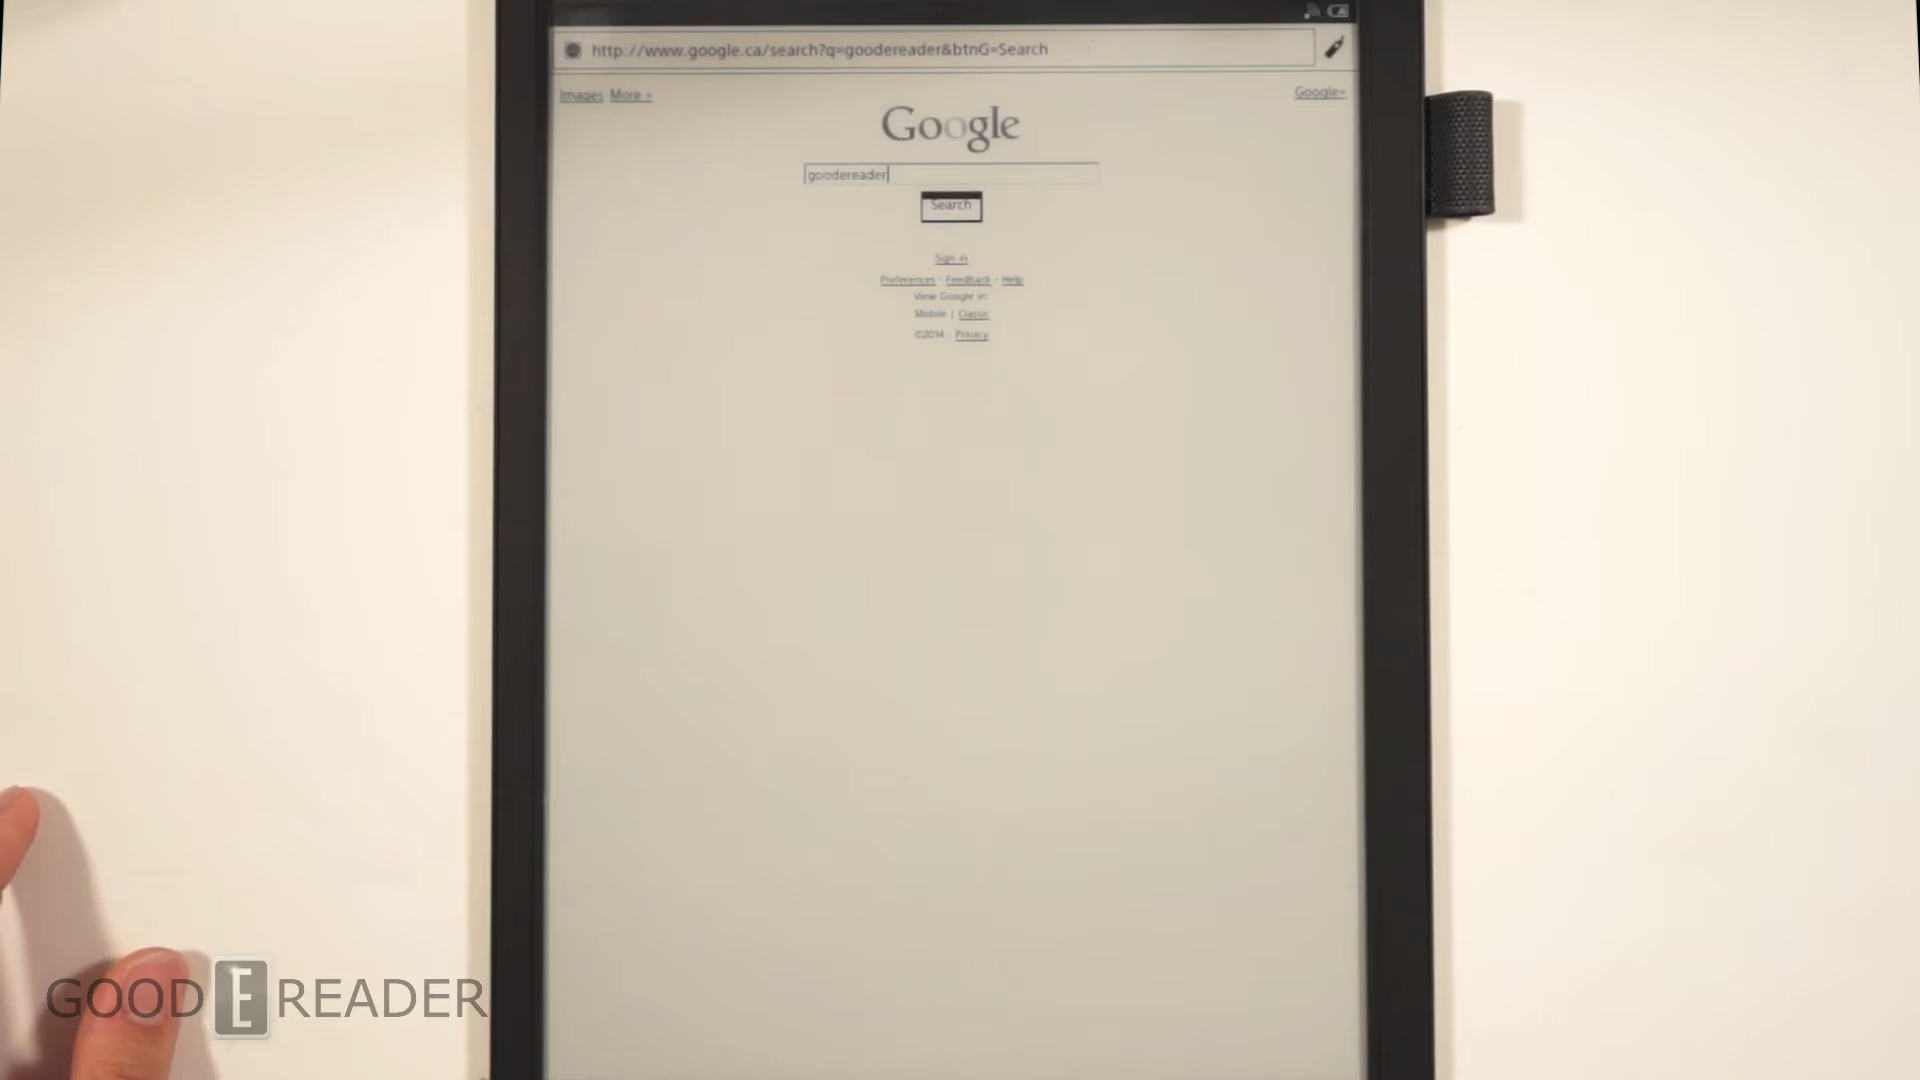 http://www.google.ca/search?q=goodereader&btnG=Search
Images More »
Google+
Google
goodereader
Search
Sign in
Preferences - Feedback - Help
View Google in:
Mobile | Classic
©2014 - Privacy
GOOD E READER